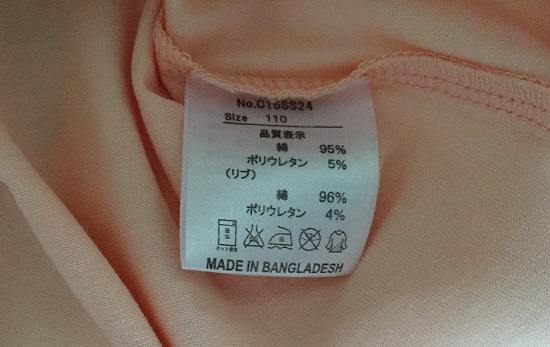 No.C15SS24
Size 110
品質表示
綿 95%
ポリウレタン 5%
(リブ)
綿 96%
ポリウレタン 4%
MADE IN BANGLADESH